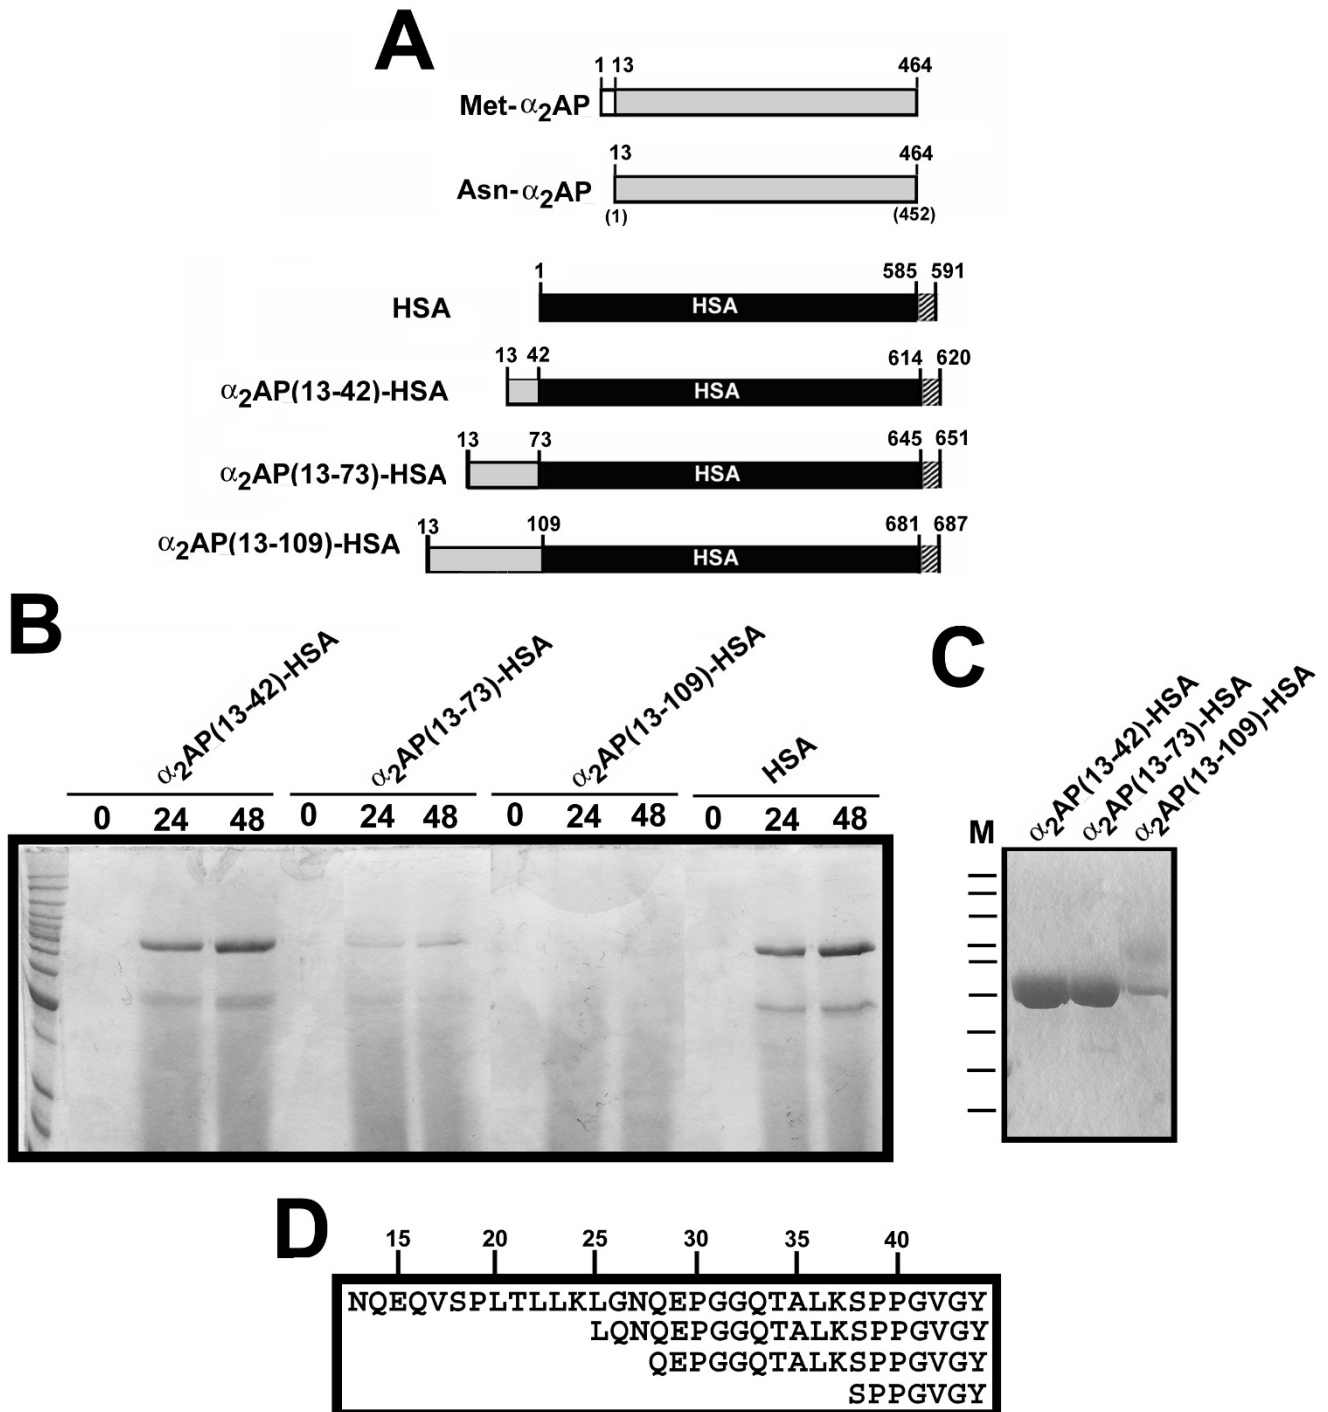 A
1 13 464
Met-α2AP
13 464
Asn-α2AP
(1) (452)
1 585 591
HSA HSA
13 42 614 620
α2AP(13-42)-HSA HSA
13 73 645 651
α2AP(13-73)-HSA HSA
13 109 681 687
α2AP(13-109)-HSA HSA
B
α2AP(13-42)-HSA α2AP(13-73)-HSA α2AP(13-109)-HSA HSA
0 24 48 0 24 48 0 24 48 0 24 48
C
α2AP(13-42)-HSA
α2AP(13-73)-HSA
α2AP(13-109)-HSA
M
D
15 20 25 30 35 40
NQEQVSPLTLLKLGNQEPGGQTALKSPPGVGY
LQNQEPGGQTALKSPPGVGY
QEPGGQTALKSPPGVGY
SPPGVGY